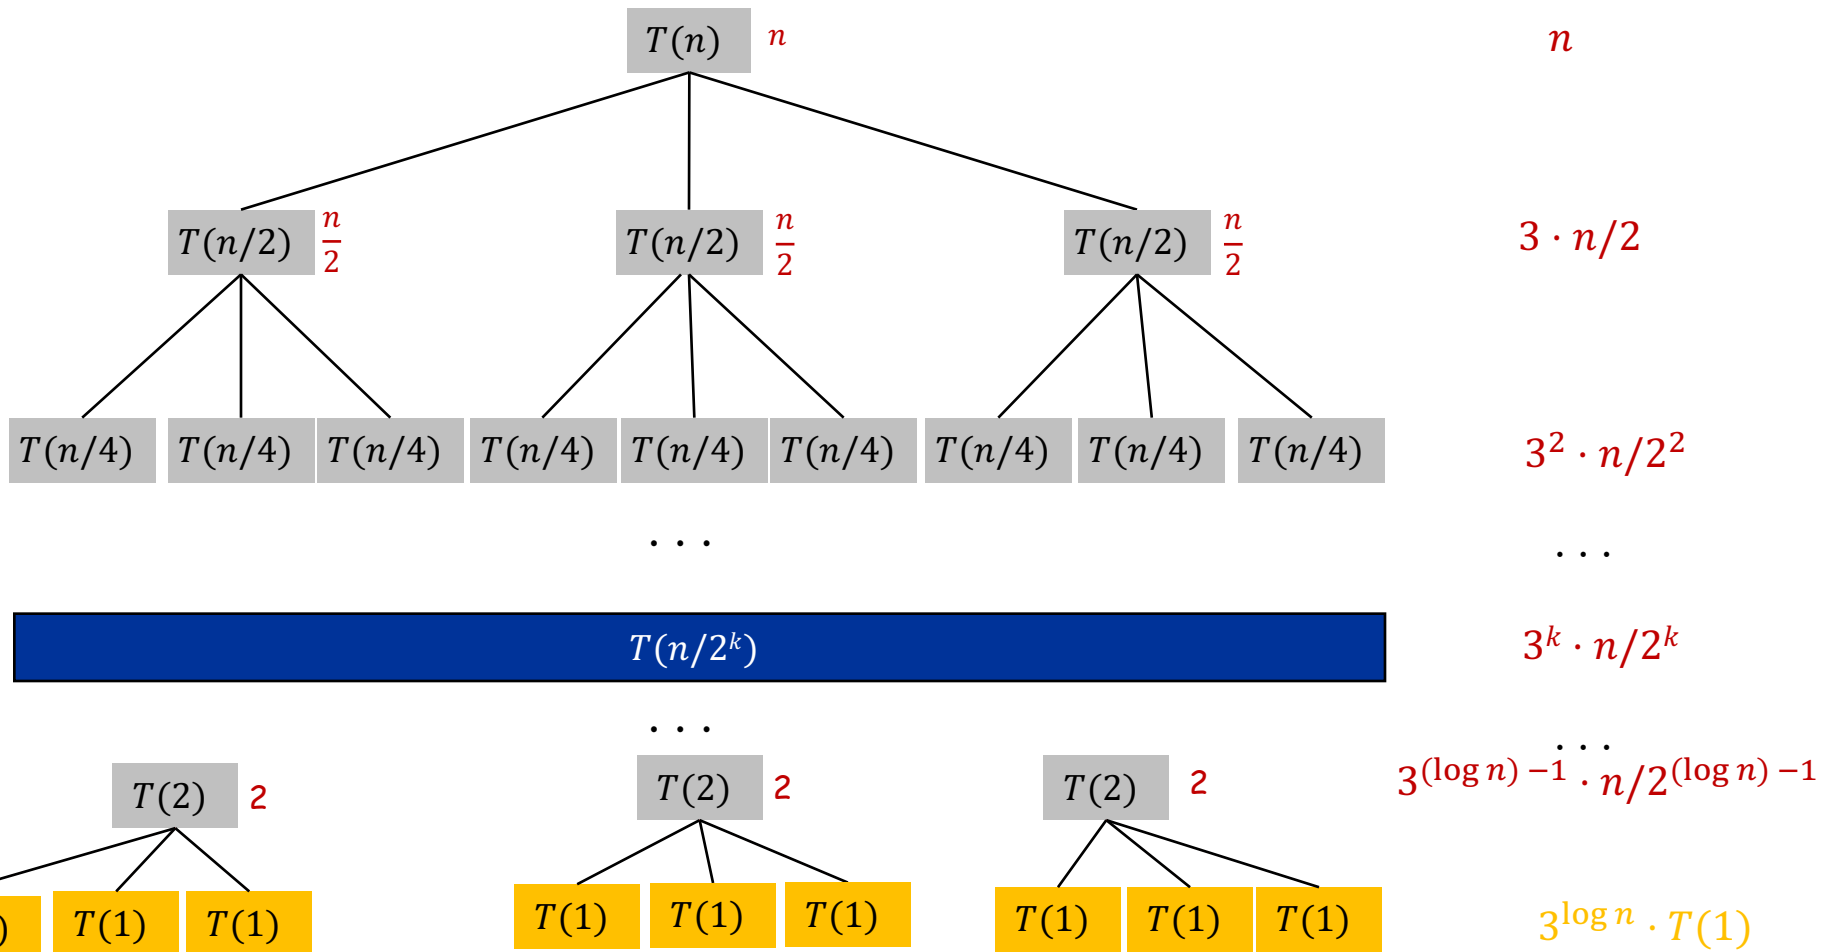 T(n) n n
T(n/2) n/2 T(n/2) n/2 T(n/2) n/2 3 · n/2
T(n/4) T(n/4) T(n/4) T(n/4) T(n/4) T(n/4) T(n/4) T(n/4) T(n/4) 3² · n/2²
. . . . . .
T(n/2ᵏ) 3ᵏ · n/2ᵏ
. . . . . .
T(2) 2 T(2) 2 T(2) 2 3^((log n) −1) · n/2^((log n) −1)
) T(1) T(1) T(1) T(1) T(1) T(1) T(1) T(1) 3^(log n) · T(1)